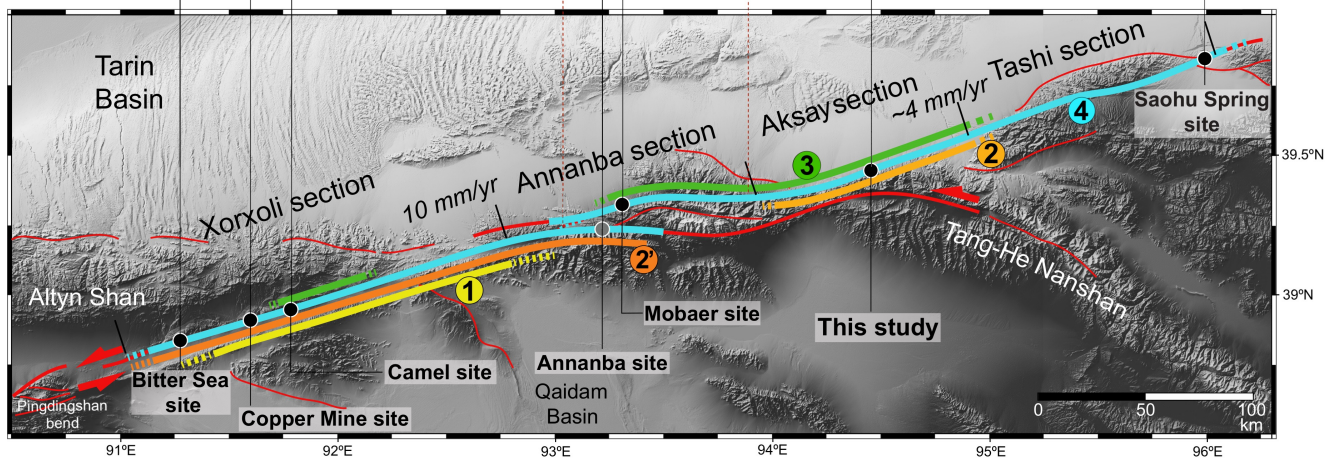 Tarin
Basin
Xorxoli section
10 mm/yr
Annanba section
Aksaysection
~4 mm/yr
Tashi section
Saohu Spring
site
4
3
2
2'
1
39.5ºN
39ºN
Altyn Shan
Tang-He Nanshan
Mobaer site
This study
Annanba site
Camel site
Bitter Sea
site
Copper Mine site
Pingdingshan
bend
Qaidam
Basin
0 50 100
km
91ºE 92ºE 93ºE 94ºE 95ºE 96ºE